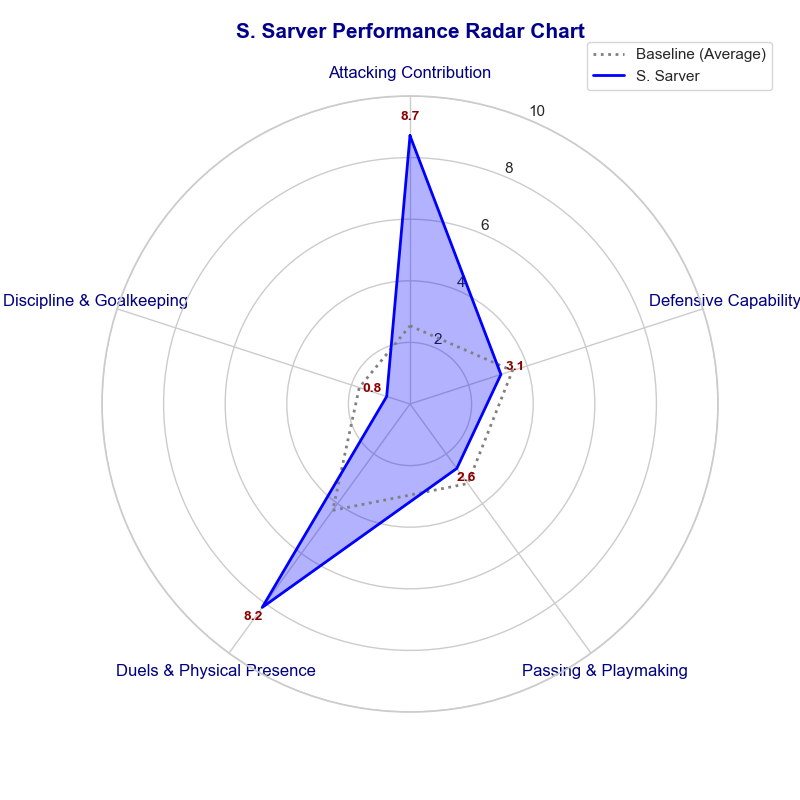 S. Sarver Performance Radar Chart
Baseline (Average)
S. Sarver
Attacking Contribution
10
8.7
8
6
4
Discipline & Goalkeeping
Defensive Capability
2
3.1
0.8
2.6
8.2
Duels & Physical Presence
Passing & Playmaking